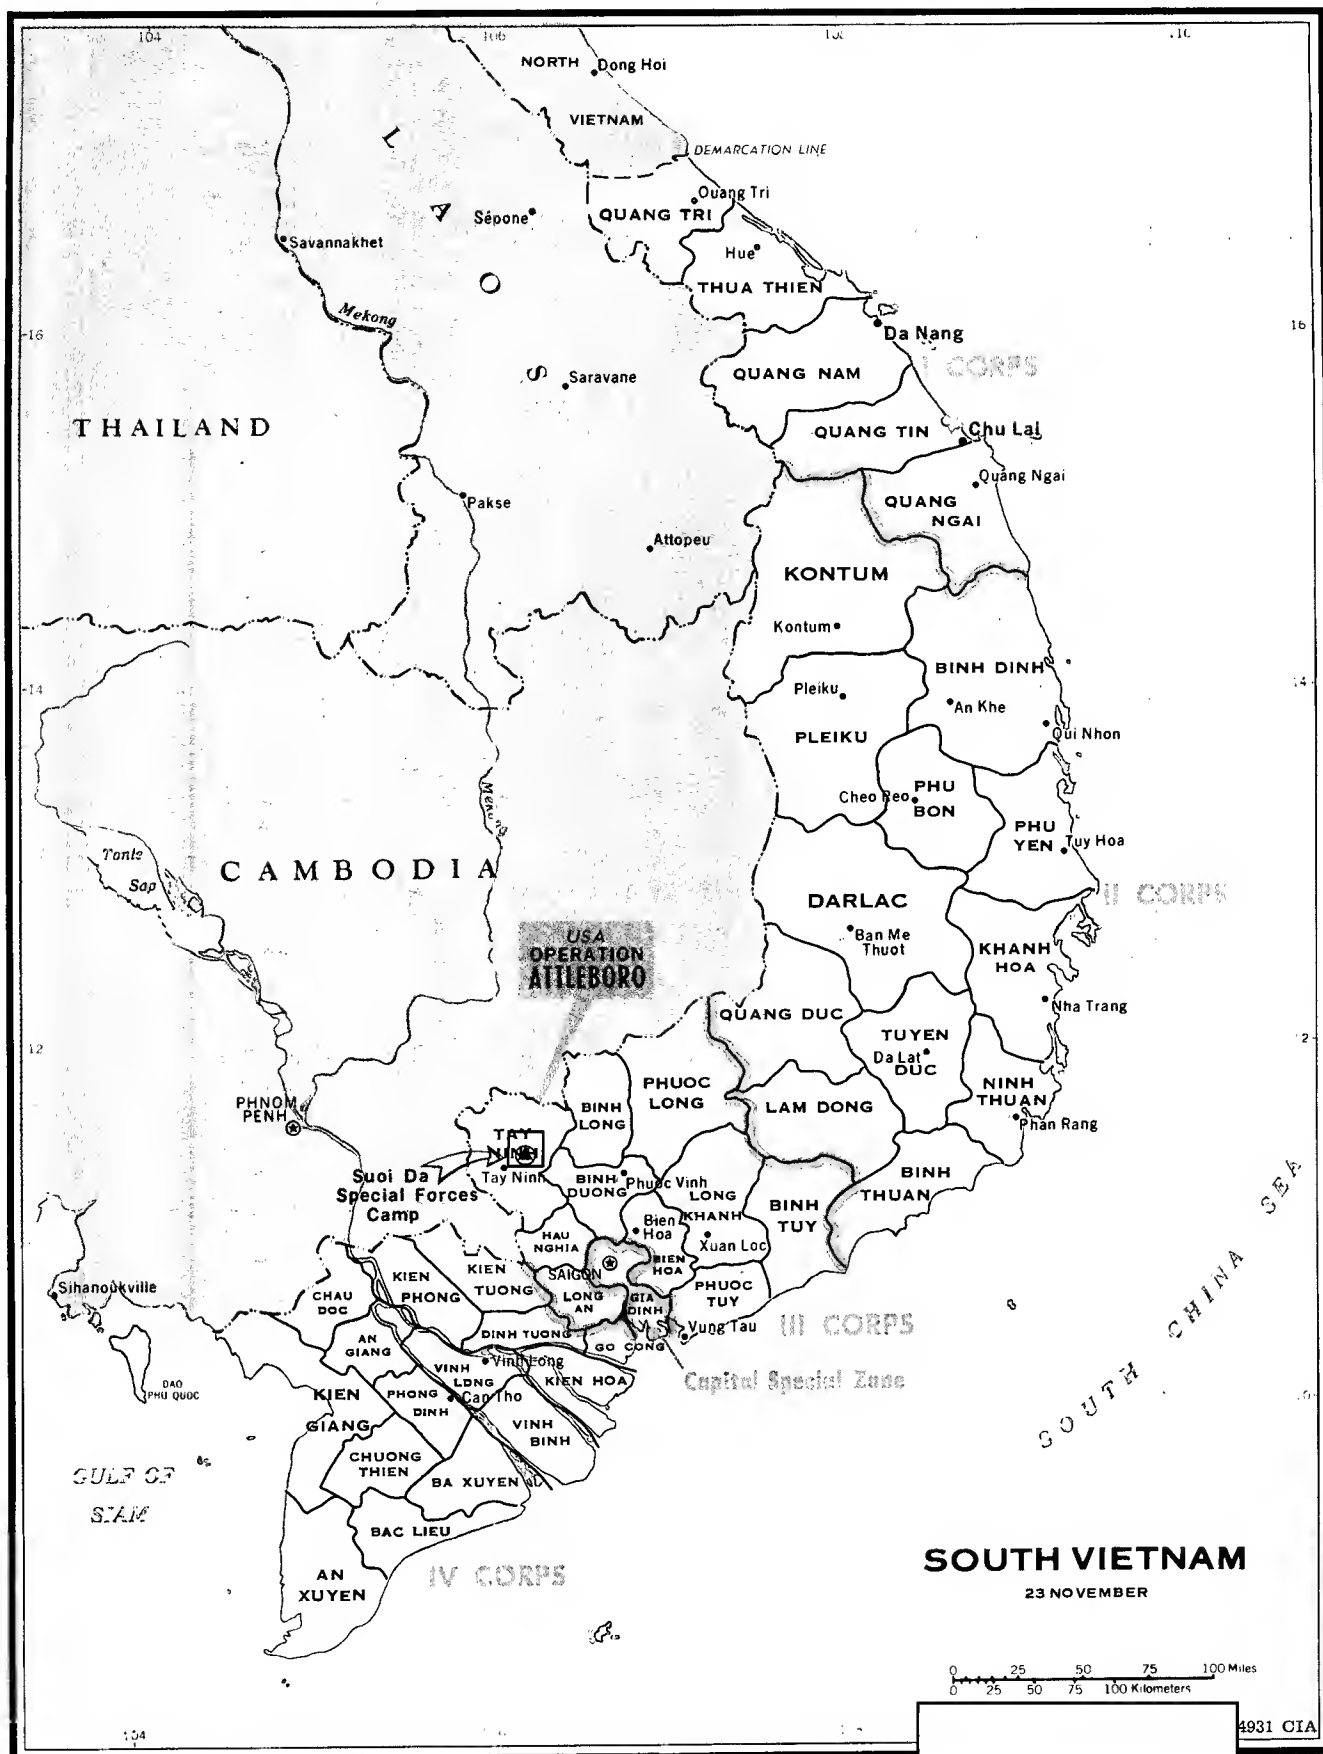 104
106
NORTH
Dong Hoi
VIETNAM
DEMARCATION LINE
L
A
O
S
Quang Tri
QUANG TRI
Sépone
Savannakhet
Hue
THUA THIEN
Mekong
16
16
Da Nang
I CORPS
QUANG NAM
Saravane
THAILAND
QUANG TIN
Chu Lai
Quang Ngai
QUANG
NGAI
Pakse
Attopeu
KONTUM
Kontum
BINH DINH
14
14
Pleiku
An Khe
Qui Nhon
PLEIKU
Cheo Reo
PHU
BON
PHU
YEN
Tuy Hoa
Tonle
Sap
CAMBODIA
DARLAC
II CORPS
Ban Me
Thuot
KHANH
HOA
USA
OPERATION
ATTLEBORO
Nha Trang
QUANG DUC
TUYEN
DUC
Da Lat
12
PHUOC
LONG
NINH
THUAN
PHNOM
PENH
BINH
LONG
LAM DONG
Phan Rang
TAY
NINH
Tay Ninh
Suoi Da
Special Forces
Camp
BINH
DUONG
Phuoc Vinh
LONG
KHANH
BINH
TUY
BINH
THUAN
HAU
NGHIA
Bien
Hoa
Xuan Loc
BIEN
HOA
SAIGON
KIEN
PHONG
KIEN
TUONG
LONG
AN
GIA
DINH
PHUOC
TUY
Sihanoukville
CHAU
DOC
AN
GIANG
DINH TUONG
GO CONG
Vung Tau
III CORPS
Capital Special Zone
VINH
LONG
Vinh Long
KIEN HOA
DAO
PHU QUOC
KIEN
GIANG
PHONG
DINH
Can Tho
VINH
BINH
CHUONG
THIEN
BA XUYEN
SOUTH CHINA SEA
GULF OF
SIAM
BAC LIEU
AN
XUYEN
IV CORPS
SOUTH VIETNAM
23 NOVEMBER
0 25 50 75 100 Miles
0 25 50 75 100 Kilometers
104
4931 CIA